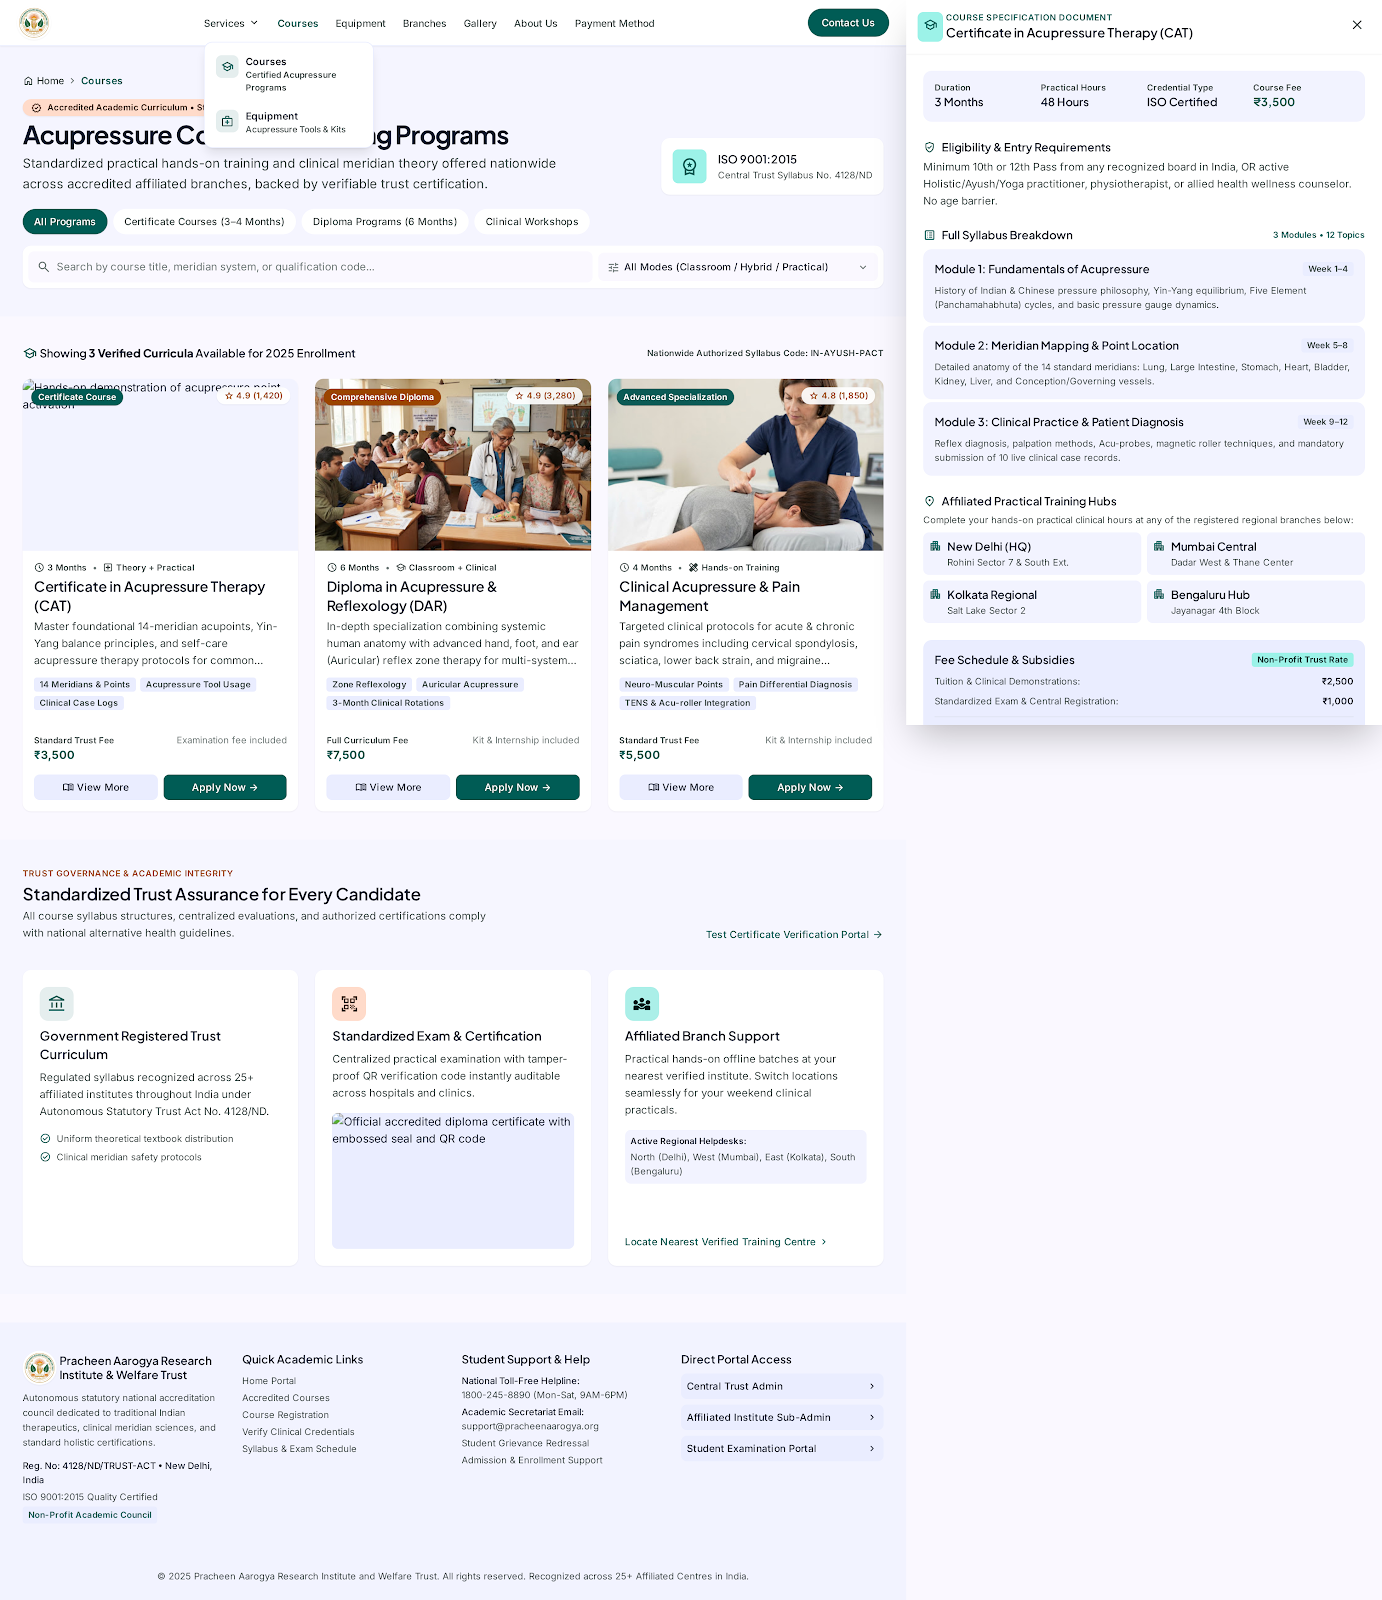 Services
Courses
Equipment
Branches
Gallery
About Us
Payment Method
Contact Us
Courses
Certified Acupressure
Programs
Equipment
Acupressure Tools & Kits
Home
Courses
Accredited Academic Curriculum • St
Acupressure Co
g Programs
Standardized practical hands-on training and clinical meridian theory offered nationwide
across accredited affiliated branches, backed by verifiable trust certification.
ISO 9001:2015
Central Trust Syllabus No. 4128/ND
All Programs
Certificate Courses (3–4 Months)
Diploma Programs (6 Months)
Clinical Workshops
Search by course title, meridian system, or qualification code...
All Modes (Classroom / Hybrid / Practical)
Showing 3 Verified Curricula Available for 2025 Enrollment
Nationwide Authorized Syllabus Code: IN-AYUSH-PACT
Hands-on demonstration of acupressure point
activation
Certificate Course
4.9 (1,420)
3 Months • Theory + Practical
Certificate in Acupressure Therapy
(CAT)
Master foundational 14-meridian acupoints, Yin-
Yang balance principles, and self-care
acupressure therapy protocols for common...
14 Meridians & Points
Acupressure Tool Usage
Clinical Case Logs
Standard Trust Fee
Examination fee included
₹3,500
View More
Apply Now →
Comprehensive Diploma
4.9 (3,280)
6 Months • Classroom + Clinical
Diploma in Acupressure &
Reflexology (DAR)
In-depth specialization combining systemic
human anatomy with advanced hand, foot, and ear
(Auricular) reflex zone therapy for multi-system...
Zone Reflexology
Auricular Acupressure
3-Month Clinical Rotations
Full Curriculum Fee
Kit & Internship included
₹7,500
View More
Apply Now →
Advanced Specialization
4.8 (1,850)
4 Months • Hands-on Training
Clinical Acupressure & Pain
Management
Targeted clinical protocols for acute & chronic
pain syndromes including cervical spondylosis,
sciatica, lower back strain, and migraine...
Neuro-Muscular Points
Pain Differential Diagnosis
TENS & Acu-roller Integration
Standard Trust Fee
Kit & Internship included
₹5,500
View More
Apply Now →
TRUST GOVERNANCE & ACADEMIC INTEGRITY
Standardized Trust Assurance for Every Candidate
All course syllabus structures, centralized evaluations, and authorized certifications comply
with national alternative health guidelines.
Test Certificate Verification Portal →
Government Registered Trust
Curriculum
Regulated syllabus recognized across 25+
affiliated institutes throughout India under
Autonomous Statutory Trust Act No. 4128/ND.
Uniform theoretical textbook distribution
Clinical meridian safety protocols
Standardized Exam & Certification
Centralized practical examination with tamper-
proof QR verification code instantly auditable
across hospitals and clinics.
Official accredited diploma certificate with
embossed seal and QR code
Affiliated Branch Support
Practical hands-on offline batches at your
nearest verified institute. Switch locations
seamlessly for your weekend clinical
practicals.
Active Regional Helpdesks:
North (Delhi), West (Mumbai), East (Kolkata), South
(Bengaluru)
Locate Nearest Verified Training Centre
Pracheen Aarogya Research
Institute & Welfare Trust
Autonomous statutory national accreditation
council dedicated to traditional Indian
therapeutics, clinical meridian sciences, and
standard holistic certifications.
Reg. No: 4128/ND/TRUST-ACT • New Delhi,
India
ISO 9001:2015 Quality Certified
Non-Profit Academic Council
Quick Academic Links
Home Portal
Accredited Courses
Course Registration
Verify Clinical Credentials
Syllabus & Exam Schedule
Student Support & Help
National Toll-Free Helpline:
1800-245-8890 (Mon-Sat, 9AM-6PM)
Academic Secretariat Email:
support@pracheenaarogya.org
Student Grievance Redressal
Admission & Enrollment Support
Direct Portal Access
Central Trust Admin
Affiliated Institute Sub-Admin
Student Examination Portal
© 2025 Pracheen Aarogya Research Institute and Welfare Trust. All rights reserved. Recognized across 25+ Affiliated Centres in India.
COURSE SPECIFICATION DOCUMENT
Certificate in Acupressure Therapy (CAT)
Duration
3 Months
Practical Hours
48 Hours
Credential Type
ISO Certified
Course Fee
₹3,500
Eligibility & Entry Requirements
Minimum 10th or 12th Pass from any recognized board in India, OR active
Holistic/Ayush/Yoga practitioner, physiotherapist, or allied health wellness counselor.
No age barrier.
Full Syllabus Breakdown
3 Modules • 12 Topics
Module 1: Fundamentals of Acupressure
Week 1–4
History of Indian & Chinese pressure philosophy, Yin-Yang equilibrium, Five Element
(Panchamahabhuta) cycles, and basic pressure gauge dynamics.
Module 2: Meridian Mapping & Point Location
Week 5–8
Detailed anatomy of the 14 standard meridians: Lung, Large Intestine, Stomach, Heart, Bladder,
Kidney, Liver, and Conception/Governing vessels.
Module 3: Clinical Practice & Patient Diagnosis
Week 9–12
Reflex diagnosis, palpation methods, Acu-probes, magnetic roller techniques, and mandatory
submission of 10 live clinical case records.
Affiliated Practical Training Hubs
Complete your hands-on practical clinical hours at any of the registered regional branches below:
New Delhi (HQ)
Rohini Sector 7 & South Ext.
Mumbai Central
Dadar West & Thane Center
Kolkata Regional
Salt Lake Sector 2
Bengaluru Hub
Jayanagar 4th Block
Fee Schedule & Subsidies
Non-Profit Trust Rate
Tuition & Clinical Demonstrations:
₹2,500
Standardized Exam & Central Registration:
₹1,000